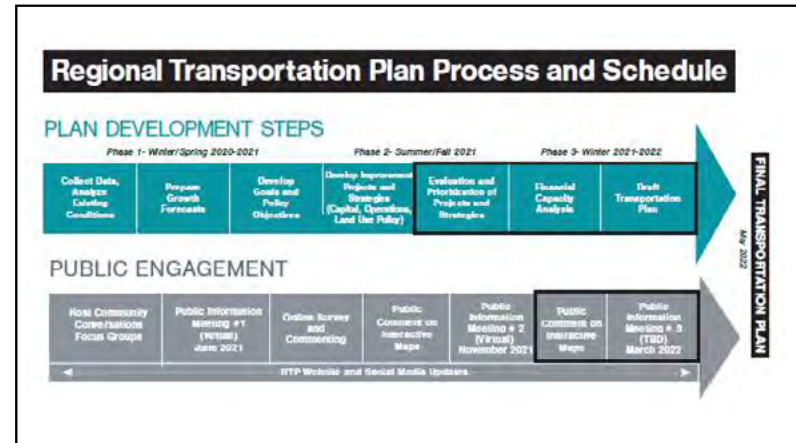 Regional Transportation Plan Process and Schedule
PLAN DEVELOPMENT STEPS
Phase 1- Winter/Spring 2020-2021
Phase 2- Summer/Fall 2021
Phase 3- Winter 2021-2022
Collect Data,
Analyze
Existing
Conditions
Prepare
Growth
Forecasts
Develop
Goals and
Policy
Objectives
Develop Improvement
Projects and
Strategies
(Capital, Operations,
Land Use Policy)
Evaluation and
Prioritization of
Projects and
Strategies
Financial
Capacity
Analysis
Draft
Transportation
Plan
PUBLIC ENGAGEMENT
Host Community
Conversations
Focus Groups
Public Information
Meeting #1
(Virtual)
June 2021
Online Survey
and
Commenting
Public
Comment on
Interactive
Maps
Public
Information
Meeting # 2
(Virtual)
November 2021
Public
Comment on
Interactive
Maps
Public
Information
Meeting # 3
(TBD)
March 2022
RTP Website and Social Media Updates
FINAL TRANSPORTATION PLAN
2022